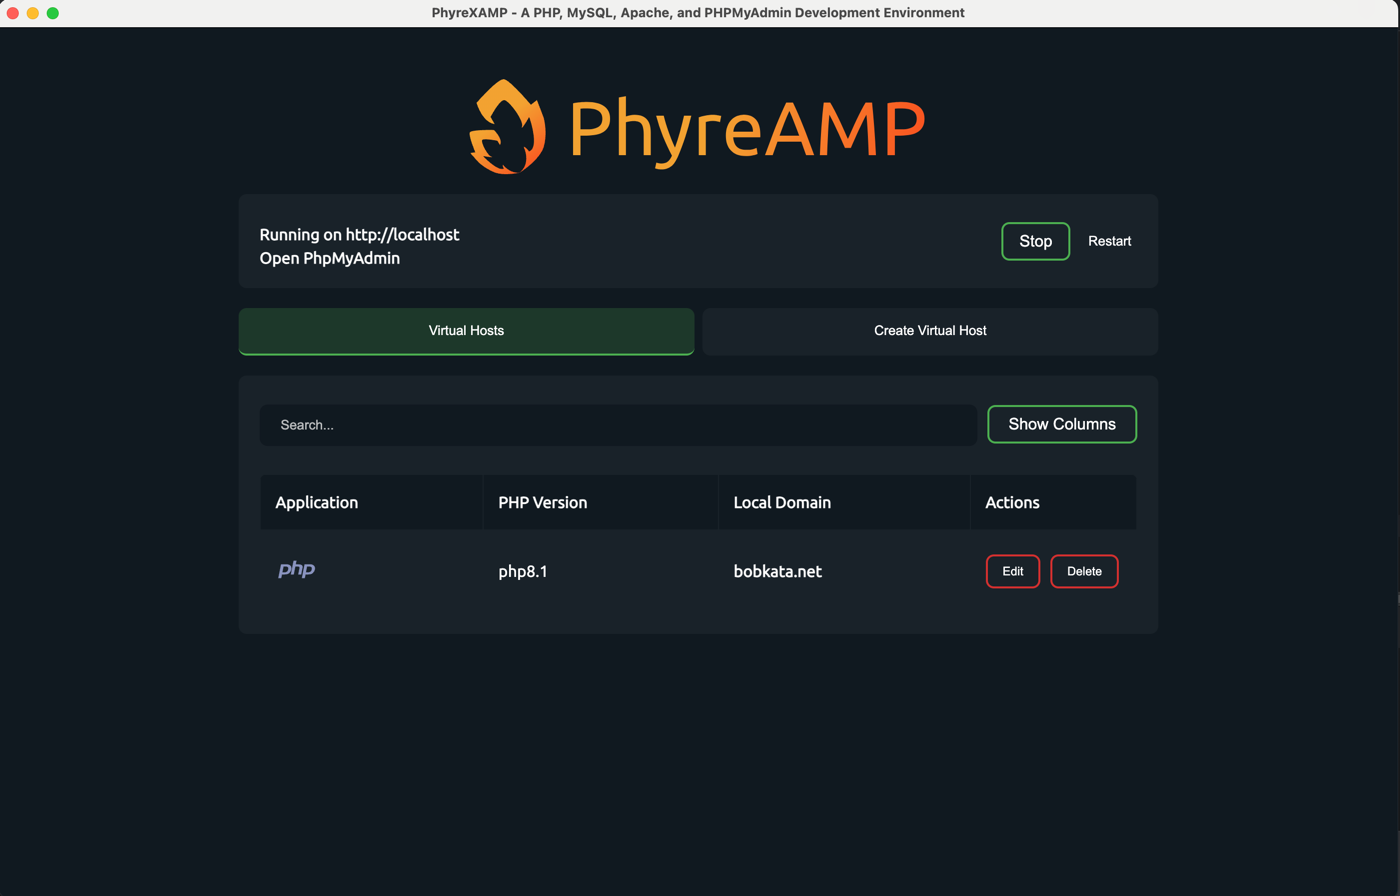 PhyreXAMP - A PHP, MySQL, Apache, and PHPMyAdmin Development Environment
PhyreAMP
Running on http://localhost
Open PhpMyAdmin
Stop
Restart
Virtual Hosts
Create Virtual Host
Search...
Show Columns
Application
PHP Version
Local Domain
Actions
php
php8.1
bobkata.net
Edit
Delete